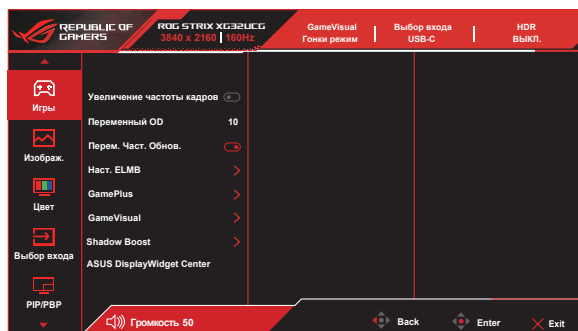 REPUBLIC OF
GAMERS
ROG STRIX XG32UCG
3840 x 2160 160Hz
GameVisual
Гонки режим
Выбор входа
USB-C
HDR
ВЫКЛ.
Игры
Изображ.
Цвет
Выбор входа
PIP/PBP
Увеличение частоты кадров
Переменный OD 10
Перем. Част. Обнов.
Наст. ELMB
GamePlus
GameVisual
Shadow Boost
ASUS DisplayWidget Center
Громкость 50
Back
Enter
Exit